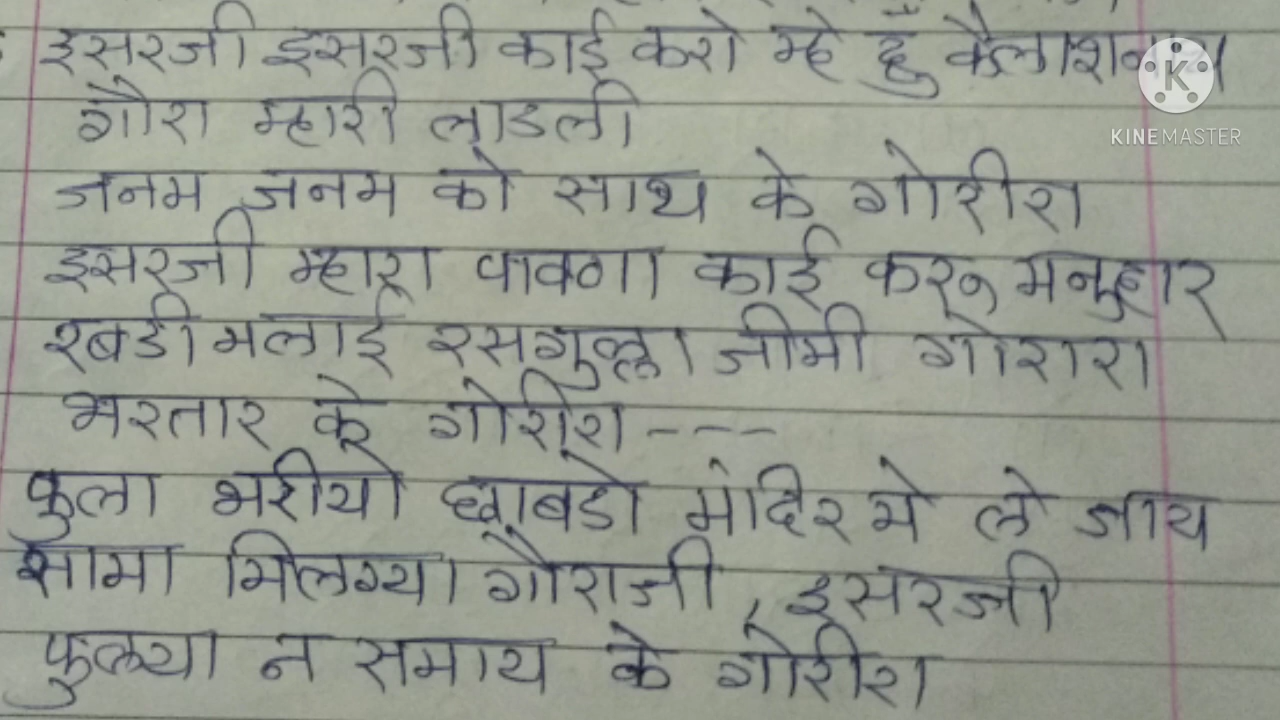 इसरजी इसरजी काई करो म्हे हुँ
गौरा म्हारी लाडली
जनम जनम को साथ के गोरीरा
इसरजी म्हारा पावणा काई करू मनुहार
रबडी मलाई रसगुल्ला जीमी गोरारा
भरतार के गोरीरा ---
फुला भरीयो छाबडो मंदिर मे ले जाय
सामा मिलग्या गौराजी, इसरजी
फुल्या न समाय के गोरीरा
KINEMASTER